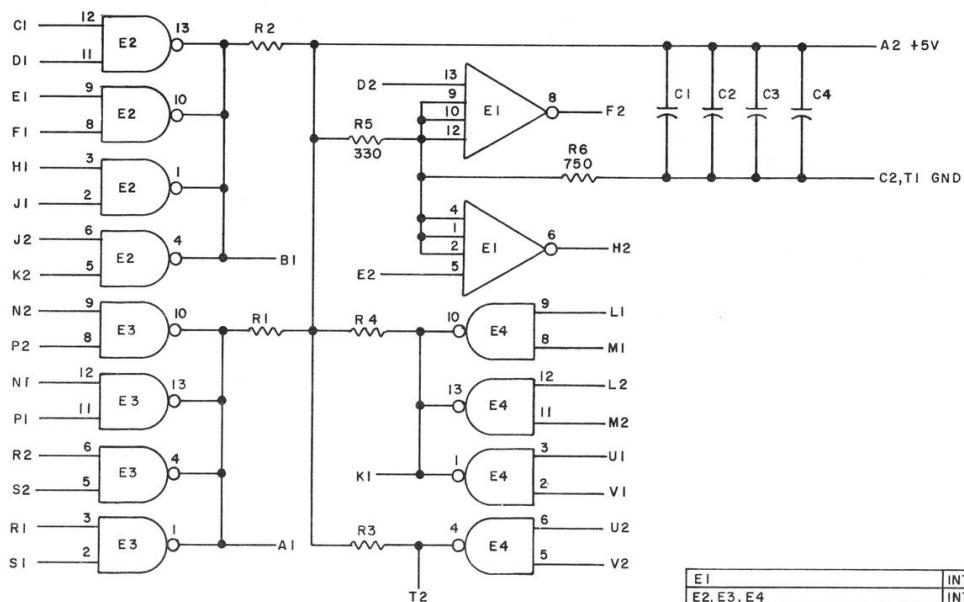 C1 12 13 R2 A2 +5V
D1 11 E2
E1 9 10 D2 13 8 F2 C1 C2 C3 C4
F1 8 E2 9 10 12 E1
R5 330
H1 3 1 R6 750
J1 2 E2 C2,T1 GND
J2 6 4 B1 4 1 2 E1 6 H2
K2 5 E2 E2 5
N2 9 10 R1 R4 10 E4 9 L1
P2 8 E3 8 M1
N1 12 13 13 E4 12 L2
P1 11 E3 11 M2
R2 6 4 K1 1 E4 3 U1
S2 5 E3 2 V1
R1 3 1 A1 R3 4 E4 6 U2
S1 2 E3 5 V2
T2
E1 INT
E2, E3, E4 INT